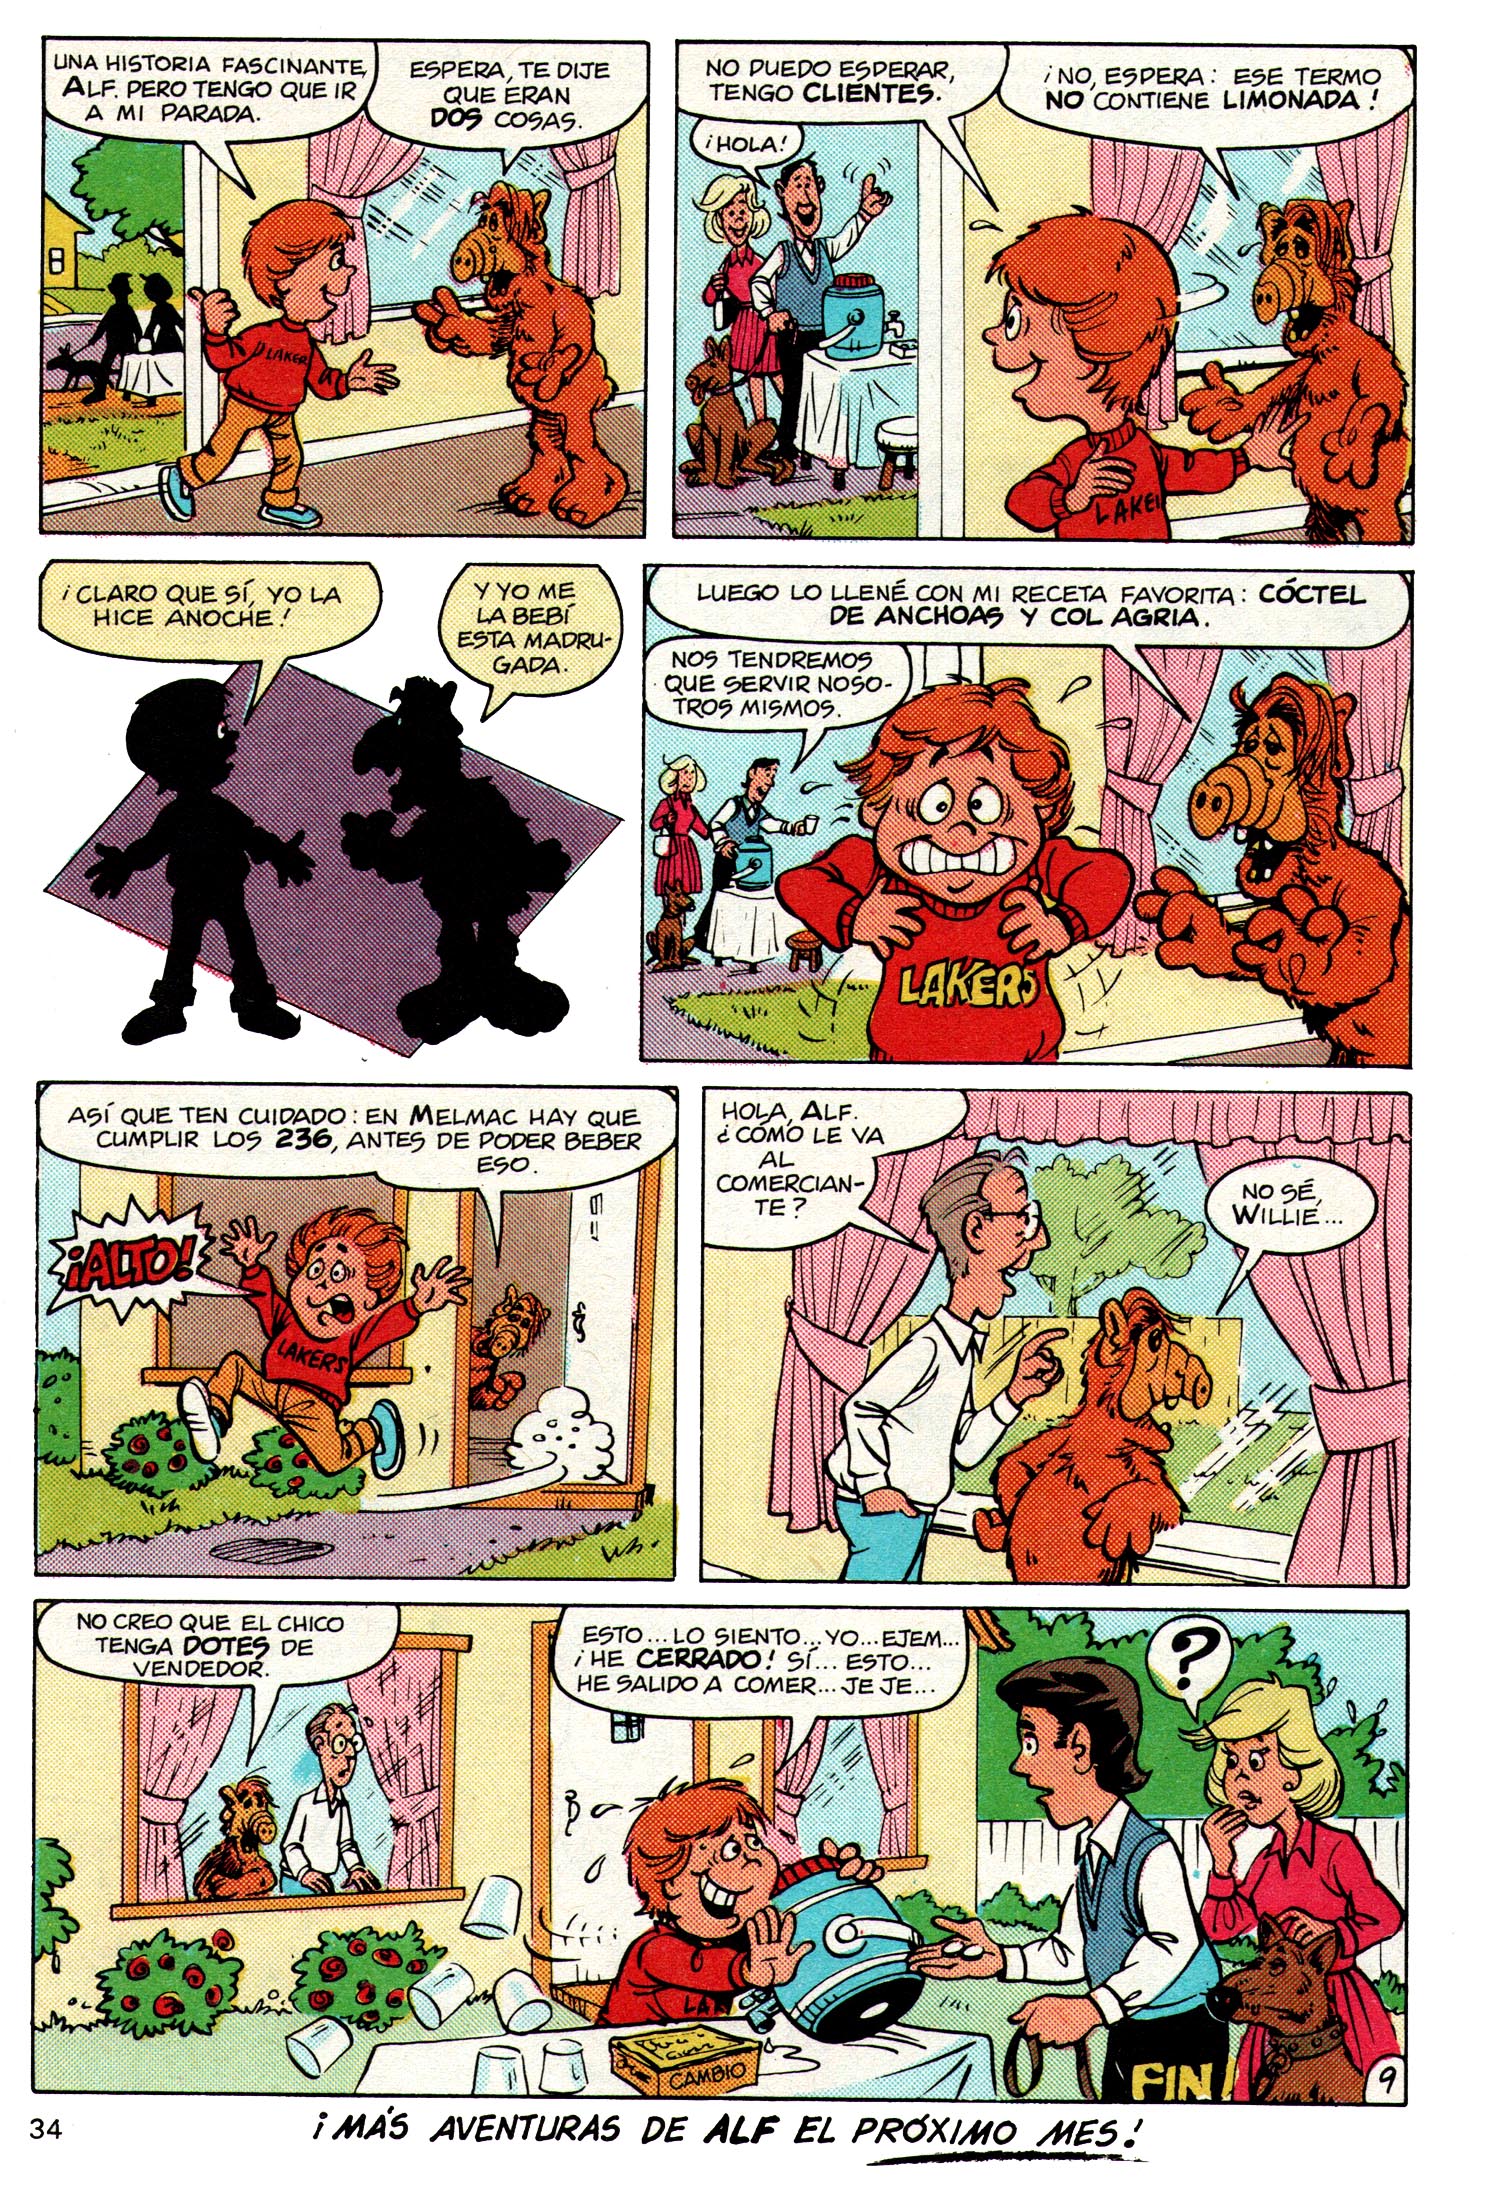 UNA HISTORIA FASCINANTE,
ALF. PERO TENGO QUE IR
A MI PARADA.
ESPERA, TE DIJE
QUE ERAN
DOS COSAS.
LAKER
NO PUEDO ESPERAR,
TENGO CLIENTES.
¡NO, ESPERA: ESE TERMO
NO CONTIENE LIMONADA!
¡HOLA!
LAKE
¡CLARO QUE SÍ, YO LA
HICE ANOCHE!
Y YO ME
LA BEBÍ
ESTA MADRU-
GADA.
LUEGO LO LLENÉ CON MI RECETA FAVORITA: CÓCTEL
DE ANCHOAS Y COL AGRIA.
NOS TENDREMOS
QUE SERVIR NOSO-
TROS MISMOS.
LAKERS
ASÍ QUE TEN CUIDADO: EN MELMAC HAY QUE
CUMPLIR LOS 236, ANTES DE PODER BEBER
ESO.
¡ALTO!
LAKERS
HOLA, ALF.
¿CÓMO LE VA
AL
COMERCIAN-
TE?
NO SÉ,
WILLIE...
NO CREO QUE EL CHICO
TENGA DOTES DE
VENDEDOR.
ESTO... LO SIENTO... YO... EJEM...
¡HE CERRADO! SÍ... ESTO...
HE SALIDO A COMER... JE JE...
?
LAK
CAMBIO
FIN
9
34
¡MÁS AVENTURAS DE ALF EL PRÓXIMO MES!